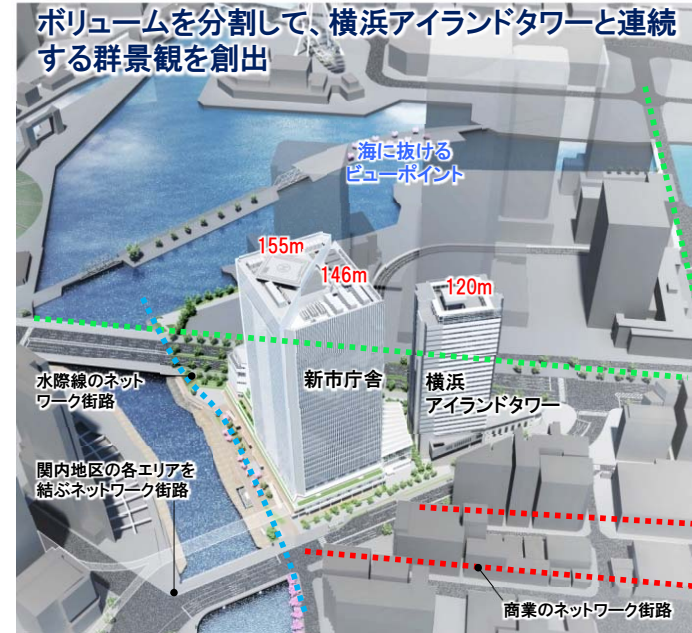 ボリュームを分割して、横浜アイランドタワーと連続
する群景観を創出
海に抜ける
ビューポイント
155m
146m
120m
新市庁舎
横浜
アイランドタワー
水際線のネット
ワーク街路
関内地区の各エリアを
結ぶネットワーク街路
商業のネットワーク街路